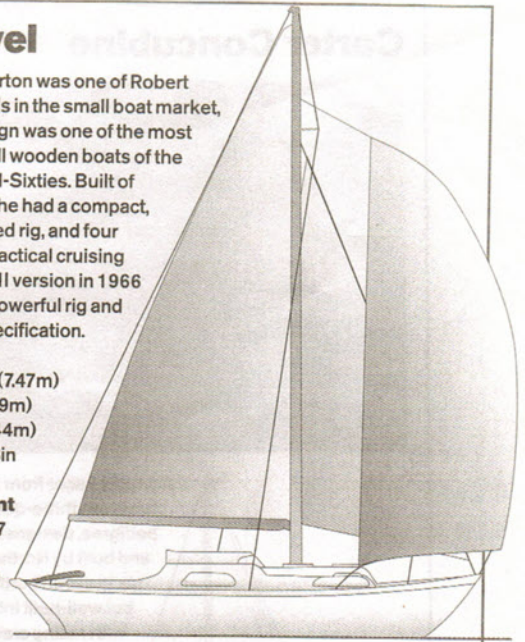 vel
rton was one of Robert
's in the small boat market,
gn was one of the most
ll wooden boats of the
d-Sixties. Built of
he had a compact,
ed rig, and four
actical cruising
II version in 1966
powerful rig and
ecification.
(7.47m)
9m)
4m)
in
nt
7